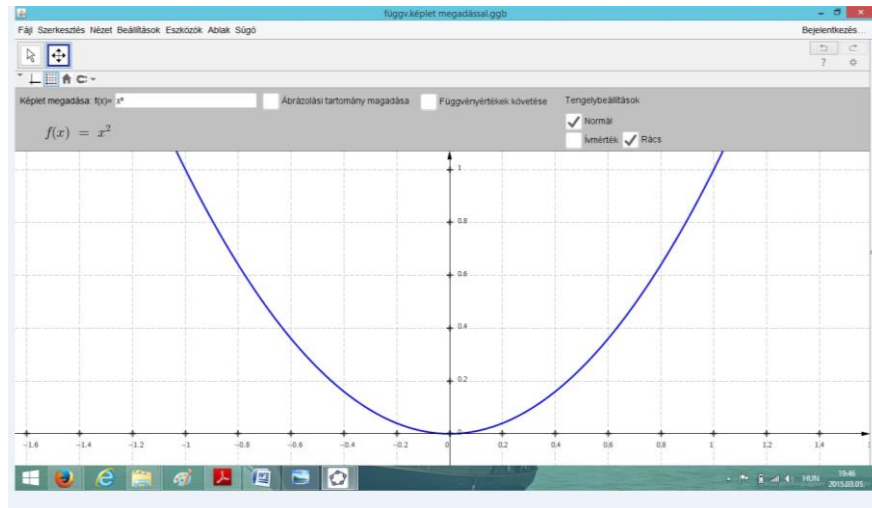 függv.képlet megadással.ggb
Fájl Szerkesztés Nézet Beállítások Eszközök Ablak Súgó
Bejelentkezés...
Képlet megadása: f(x)= x²
Ábrázolási tartomány magadása
Függvényértékek követése
Tengelybeállítások
f(x) = x²
Normál
Ívmérték
Rács
1
0.8
0.6
0.4
0.2
0
-1.6 -1.4 -1.2 -1 -0.8 -0.6 -0.4 -0.2 0 0.2 0.4 0.6 0.8 1 1.2 1.4
HUN
19:46
2015.03.05.